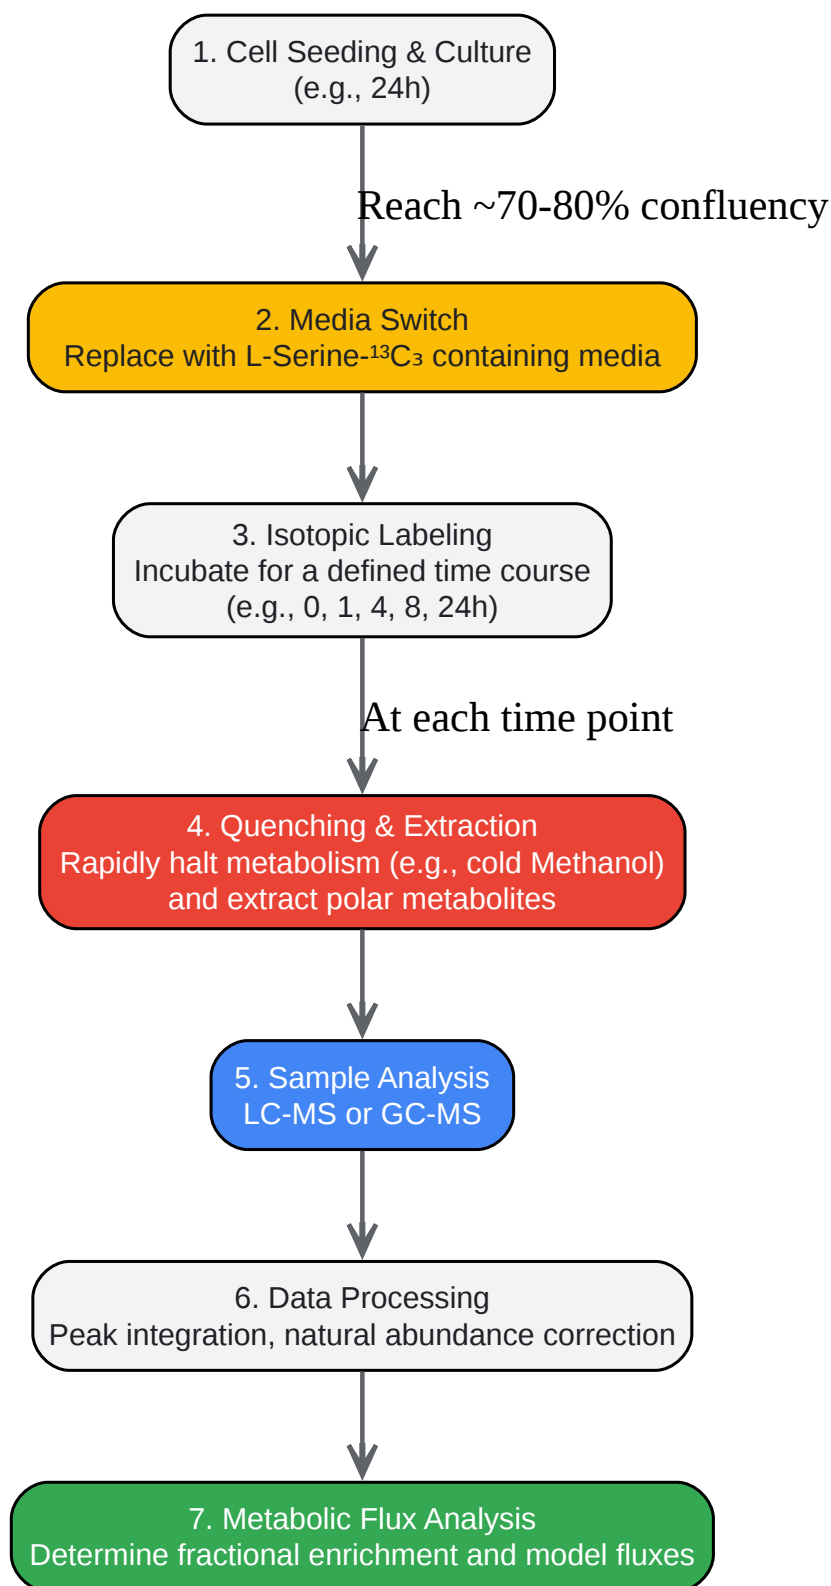 1. Cell Seeding & Culture
(e.g., 24h)
Reach ~70-80% confluency
2. Media Switch
Replace with L-Serine-¹³C₃ containing media
3. Isotopic Labeling
Incubate for a defined time course
(e.g., 0, 1, 4, 8, 24h)
At each time point
4. Quenching & Extraction
Rapidly halt metabolism (e.g., cold Methanol)
and extract polar metabolites
5. Sample Analysis
LC-MS or GC-MS
6. Data Processing
Peak integration, natural abundance correction
7. Metabolic Flux Analysis
Determine fractional enrichment and model fluxes